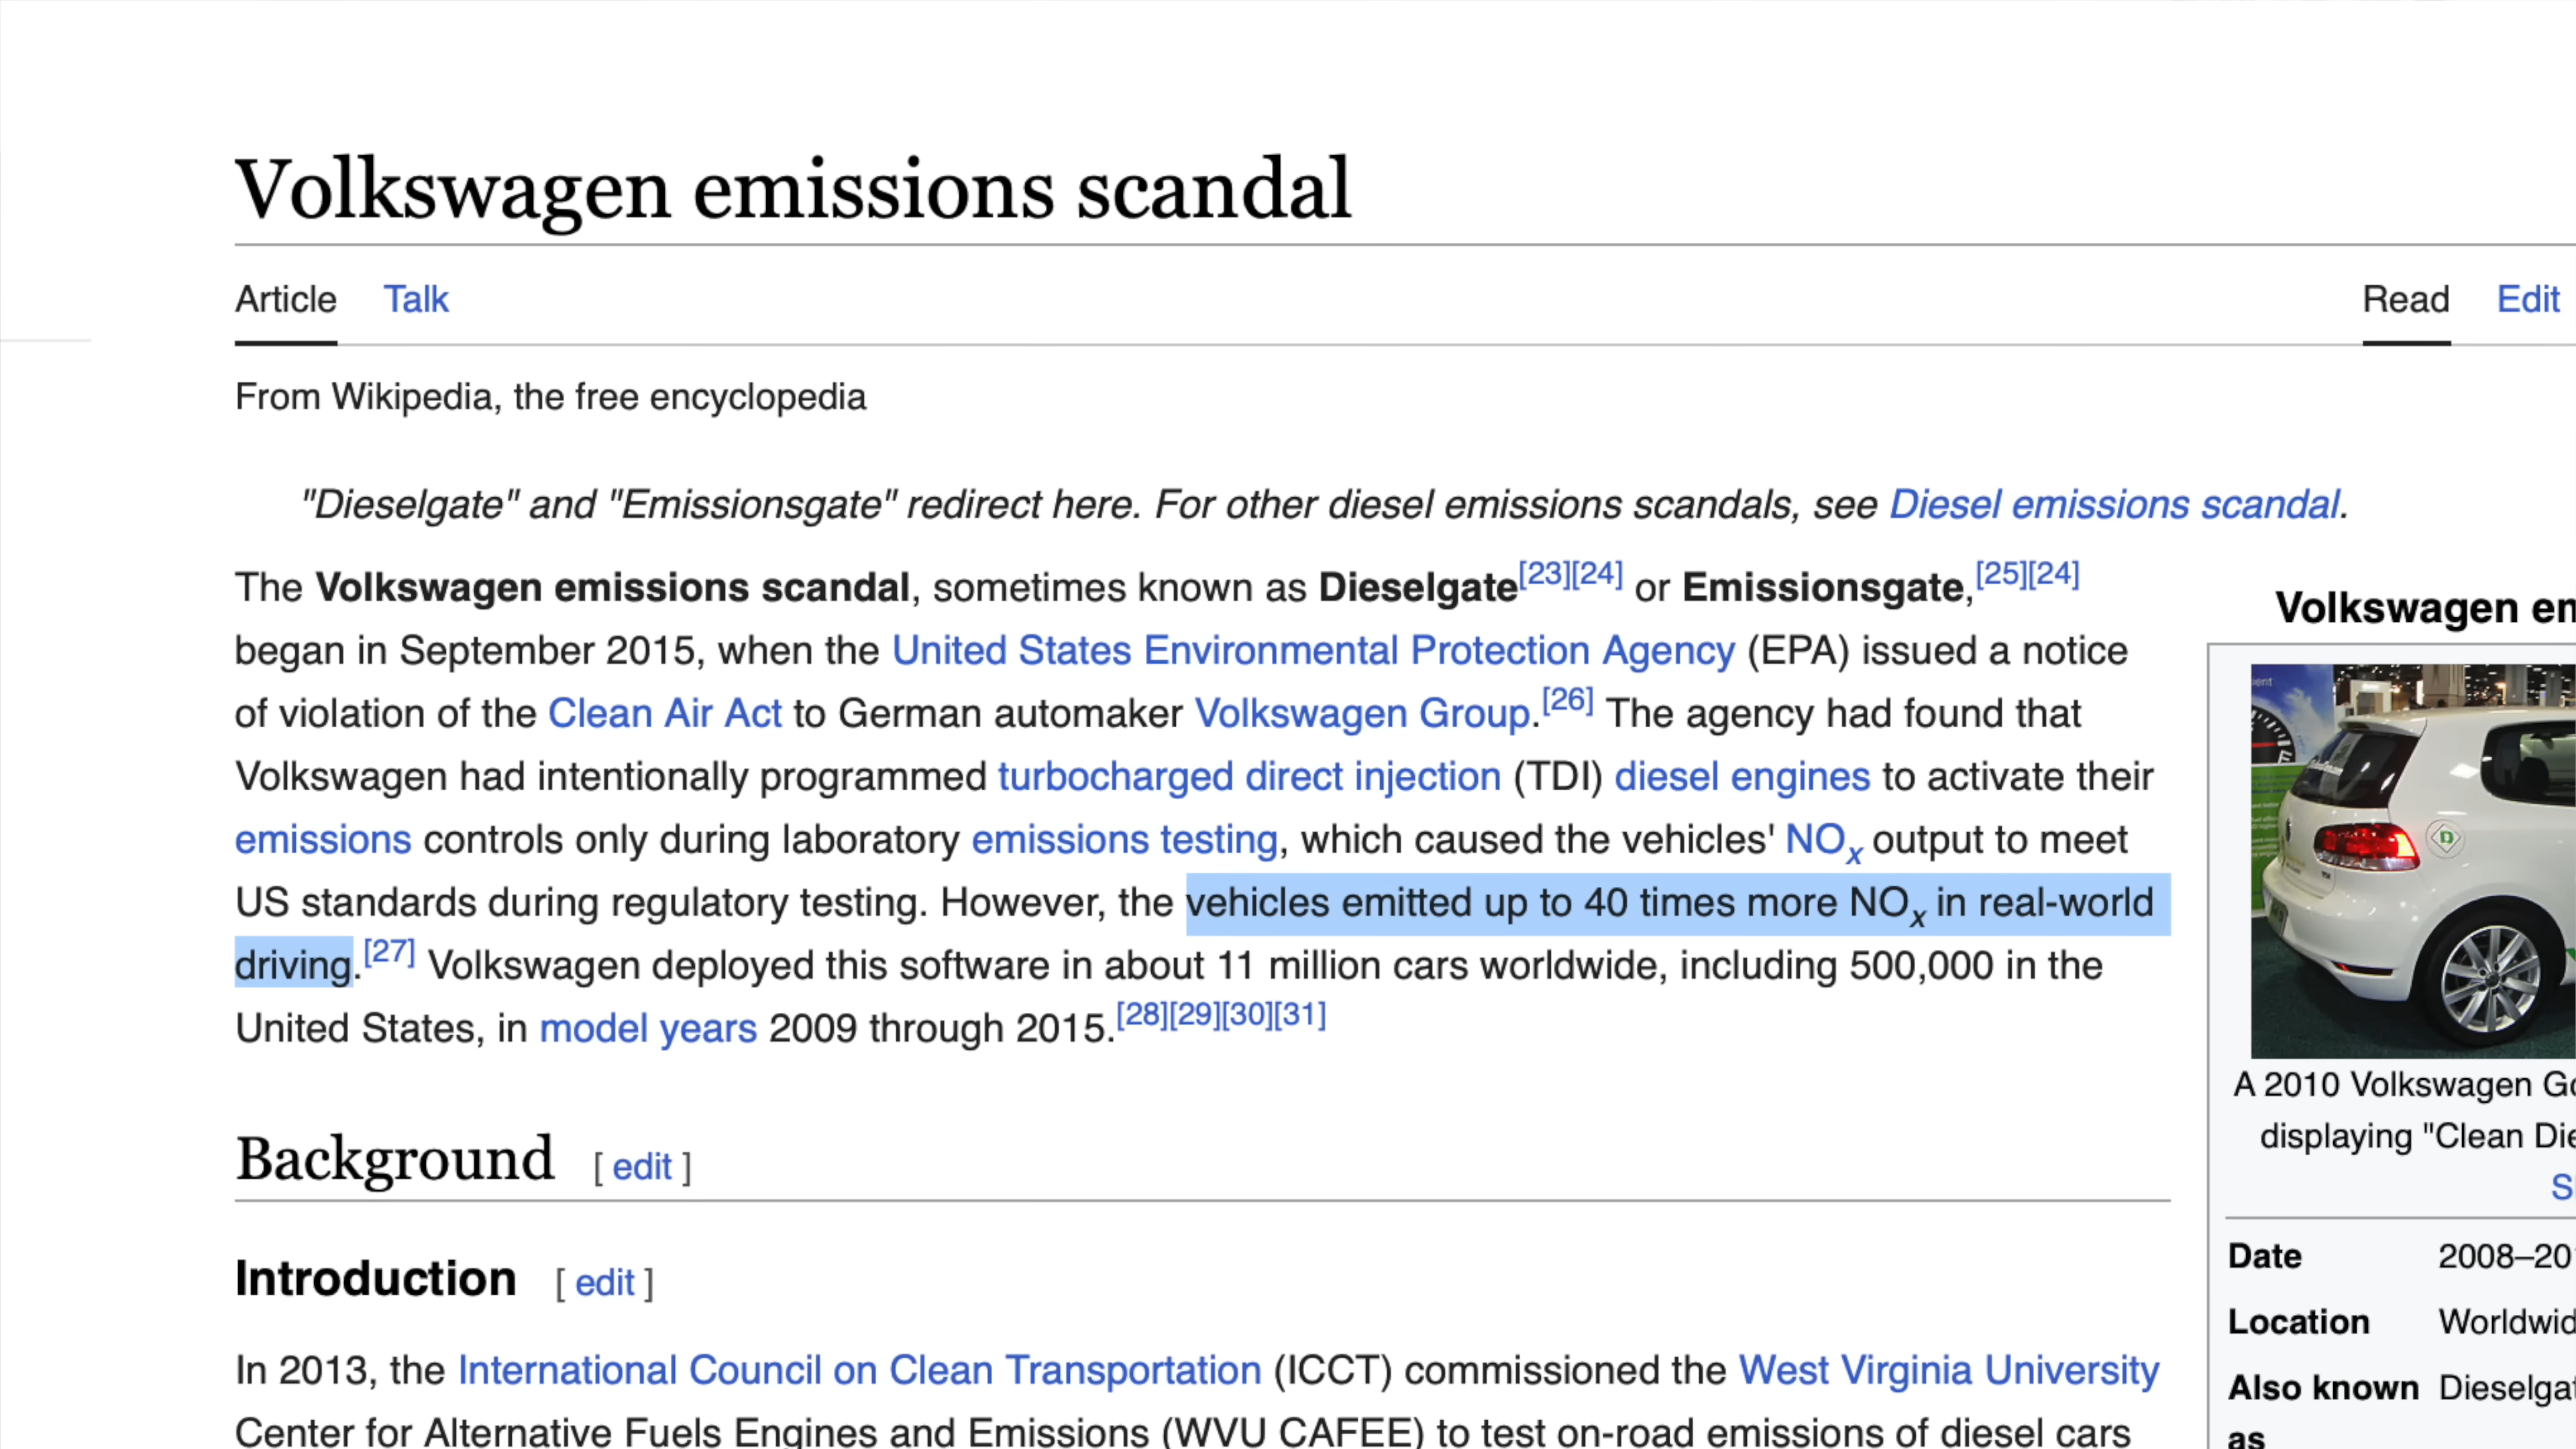 Volkswagen emissions scandal
Article Talk Read Edit
From Wikipedia, the free encyclopedia
"Dieselgate" and "Emissionsgate" redirect here. For other diesel emissions scandals, see Diesel emissions scandal.
The Volkswagen emissions scandal, sometimes known as Dieselgate[23][24] or Emissionsgate,[25][24]
began in September 2015, when the United States Environmental Protection Agency (EPA) issued a notice
of violation of the Clean Air Act to German automaker Volkswagen Group.[26] The agency had found that
Volkswagen had intentionally programmed turbocharged direct injection (TDI) diesel engines to activate their
emissions controls only during laboratory emissions testing, which caused the vehicles' NOx output to meet
US standards during regulatory testing. However, the vehicles emitted up to 40 times more NOx in real-world
driving.[27] Volkswagen deployed this software in about 11 million cars worldwide, including 500,000 in the
United States, in model years 2009 through 2015.[28][29][30][31]
Background [ edit ]
Introduction [ edit ]
In 2013, the International Council on Clean Transportation (ICCT) commissioned the West Virginia University
Center for Alternative Fuels Engines and Emissions (WVU CAFEE) to test on-road emissions of diesel cars
Volkswagen em
A 2010 Volkswagen Go
displaying "Clean Die
S
Date 2008–20
Location Worldwid
Also known Dieselgat
as